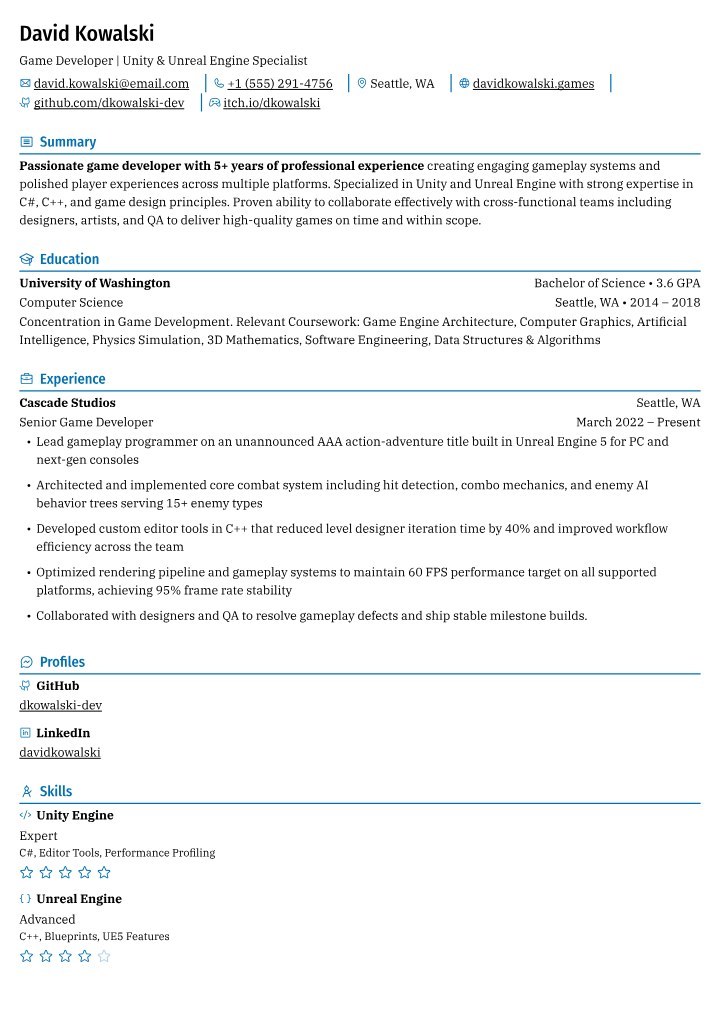 David Kowalski
Game Developer | Unity & Unreal Engine Specialist
david.kowalski@email.com +1 (555) 291-4756 Seattle, WA davidkowalski.games
github.com/dkowalski-dev itch.io/dkowalski
Summary
Passionate game developer with 5+ years of professional experience creating engaging gameplay systems and
polished player experiences across multiple platforms. Specialized in Unity and Unreal Engine with strong expertise in
C#, C++, and game design principles. Proven ability to collaborate effectively with cross-functional teams including
designers, artists, and QA to deliver high-quality games on time and within scope.
Education
University of Washington Bachelor of Science • 3.6 GPA
Computer Science Seattle, WA • 2014 – 2018
Concentration in Game Development. Relevant Coursework: Game Engine Architecture, Computer Graphics, Artificial
Intelligence, Physics Simulation, 3D Mathematics, Software Engineering, Data Structures & Algorithms
Experience
Cascade Studios Seattle, WA
Senior Game Developer March 2022 – Present
• Lead gameplay programmer on an unannounced AAA action-adventure title built in Unreal Engine 5 for PC and
next-gen consoles
• Architected and implemented core combat system including hit detection, combo mechanics, and enemy AI
behavior trees serving 15+ enemy types
• Developed custom editor tools in C++ that reduced level designer iteration time by 40% and improved workflow
efficiency across the team
• Optimized rendering pipeline and gameplay systems to maintain 60 FPS performance target on all supported
platforms, achieving 95% frame rate stability
• Collaborated with designers and QA to resolve gameplay defects and ship stable milestone builds.
Profiles
GitHub
dkowalski-dev
LinkedIn
davidkowalski
Skills
Unity Engine
Expert
C#, Editor Tools, Performance Profiling
Unreal Engine
Advanced
C++, Blueprints, UE5 Features